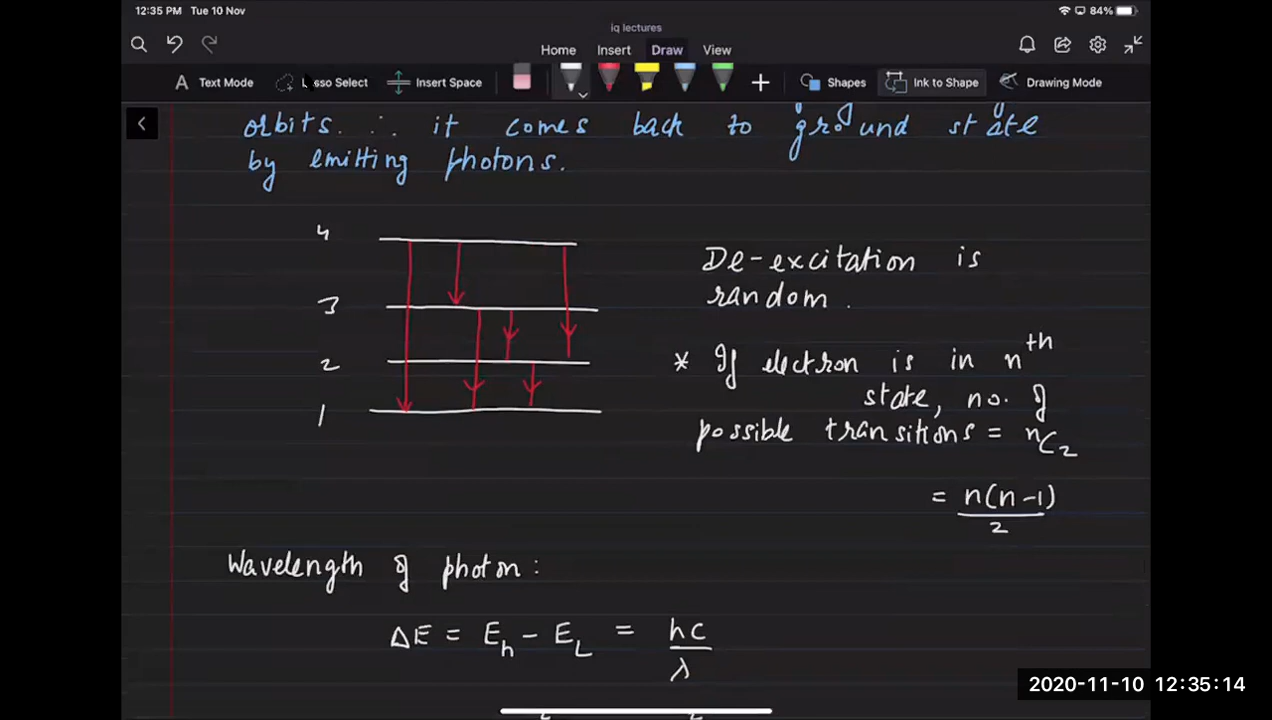 12:35 PM Tue 10 Nov
84%
iq lectures
Home Insert Draw View
Text Mode Lasso Select Insert Space Shapes Ink to Shape Drawing Mode
orbits. ∴ it comes back to ground state
by emitting photons.
4
3
2
1
De-excitation is
random.
* If electron is in nth
state, no. of
possible transitions = nC2
= n(n-1)
2
Wavelength of photon:
ΔE = Eh - EL = hc
λ
2020-11-10 12:35:14